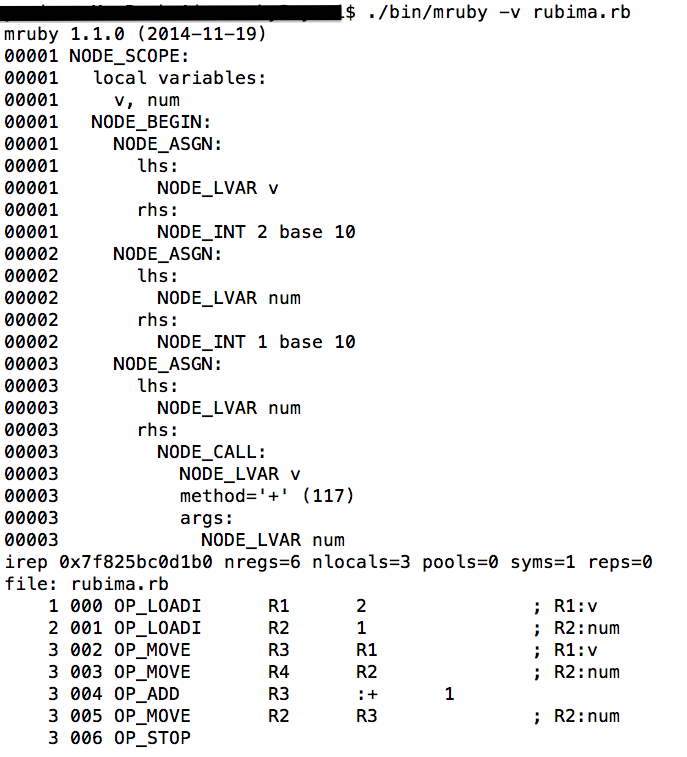 $ ./bin/mruby -v rubima.rb
mruby 1.1.0 (2014-11-19)
00001 NODE_SCOPE:
00001   local variables:
00001     v, num
00001   NODE_BEGIN:
00001     NODE_ASGN:
00001       lhs:
00001         NODE_LVAR v
00001       rhs:
00001         NODE_INT 2 base 10
00002     NODE_ASGN:
00002       lhs:
00002         NODE_LVAR num
00002       rhs:
00002         NODE_INT 1 base 10
00003     NODE_ASGN:
00003       lhs:
00003         NODE_LVAR num
00003       rhs:
00003         NODE_CALL:
00003           NODE_LVAR v
00003           method='+' (117)
00003           args:
00003             NODE_LVAR num
irep 0x7f825bc0d1b0 nregs=6 nlocals=3 pools=0 syms=1 reps=0
file: rubima.rb
    1 000 OP_LOADI      R1      2               ; R1:v
    2 001 OP_LOADI      R2      1               ; R2:num
    3 002 OP_MOVE       R3      R1              ; R1:v
    3 003 OP_MOVE       R4      R2              ; R2:num
    3 004 OP_ADD        R3      :+      1
    3 005 OP_MOVE       R2      R3              ; R2:num
    3 006 OP_STOP